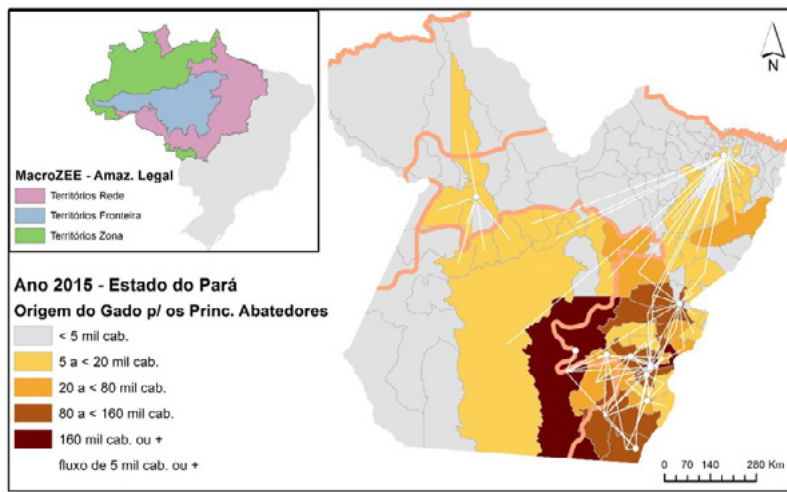 MacroZEE - Amaz. Legal
Territórios Rede
Territórios Fronteira
Territórios Zona
N
Ano 2015 - Estado do Pará
Origem do Gado p/ os Princ. Abatedores
< 5 mil cab.
5 a < 20 mil cab.
20 a < 80 mil cab.
80 a < 160 mil cab.
160 mil cab. ou +
fluxo de 5 mil cab. ou +
0 70 140 280 Km